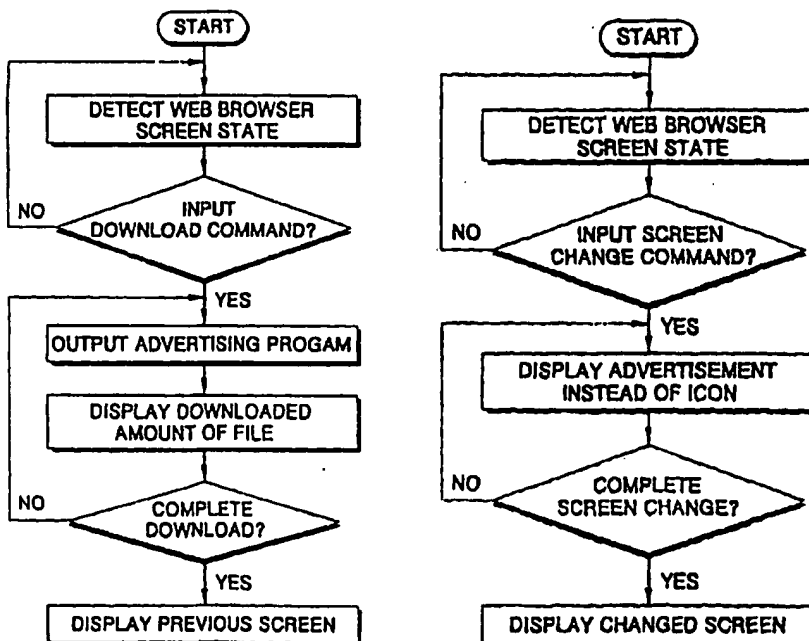 START
DETECT WEB BROWSER
SCREEN STATE
NO
INPUT
DOWNLOAD COMMAND?
YES
OUTPUT ADVERTISING PROGAM
DISPLAY DOWNLOADED
AMOUNT OF FILE
NO
COMPLETE
DOWNLOAD?
YES
DISPLAY PREVIOUS SCREEN
START
DETECT WEB BROWSER
SCREEN STATE
NO
INPUT SCREEN
CHANGE COMMAND?
YES
DISPLAY ADVERTISEMENT
INSTEAD OF ICON
NO
COMPLETE
SCREEN CHANGE?
YES
DISPLAY CHANGED SCREEN